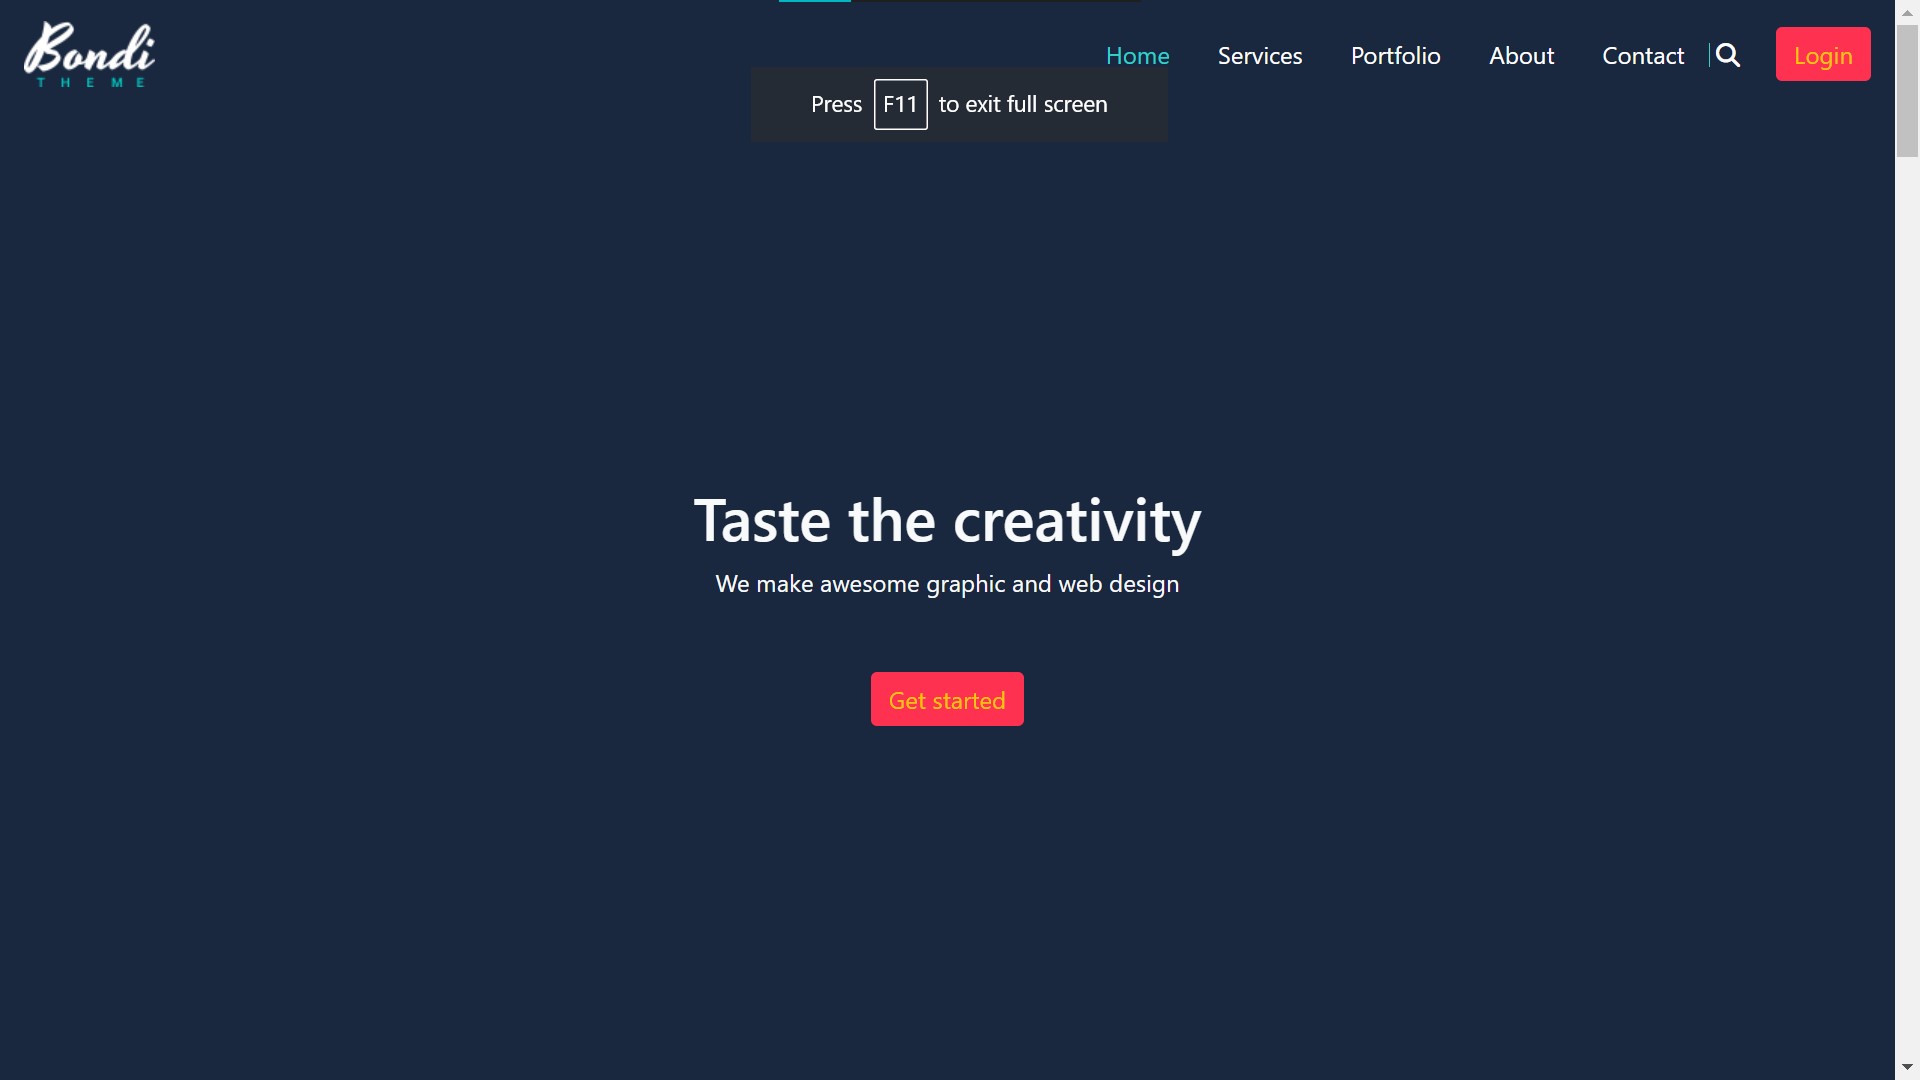 Bondi
THEME
Home
Services
Portfolio
About
Contact
Login
Press F11 to exit full screen
Taste the creativity
We make awesome graphic and web design
Get started